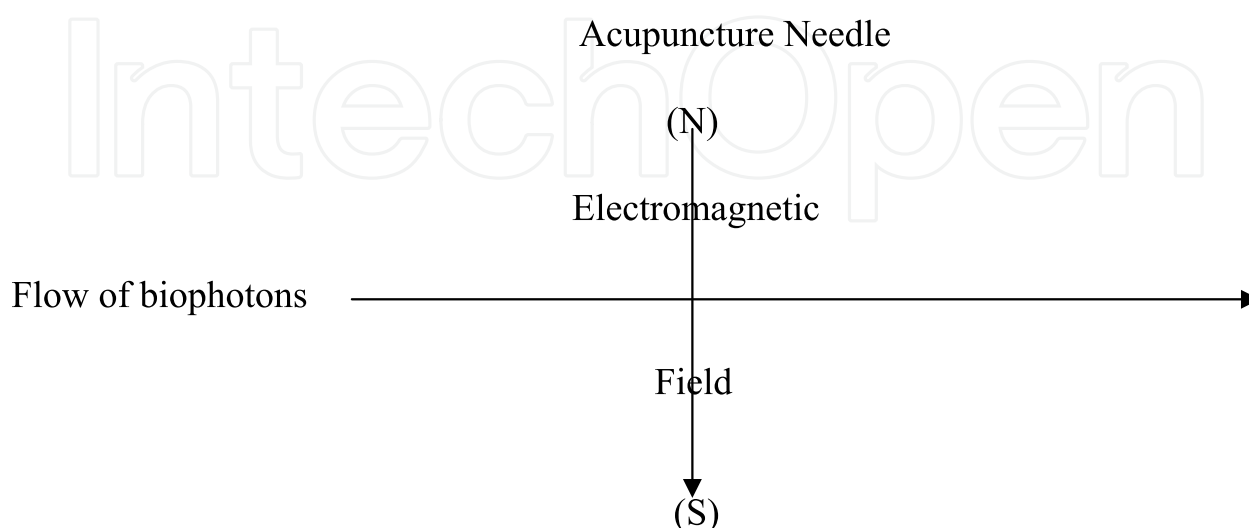 IntechOpen
Acupuncture Needle
(N)
Electromagnetic
Flow of biophotons
Field
(S)